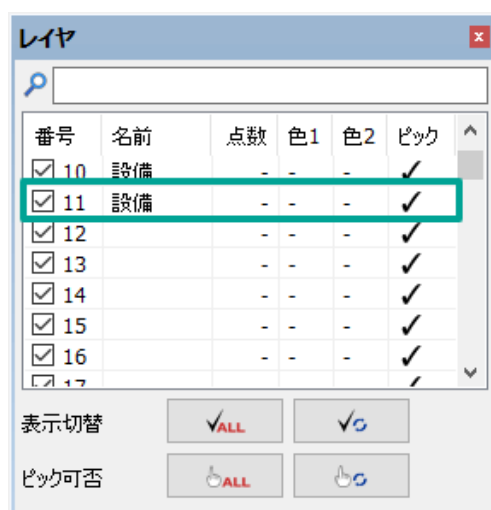 レイヤ
番号 名前 点数 色1 色2 ピック
10 設備 - - -
11 設備 - - -
12 - - -
13 - - -
14 - - -
15 - - -
16 - - -
17
表示切替 ALL
ピック可否 ALL